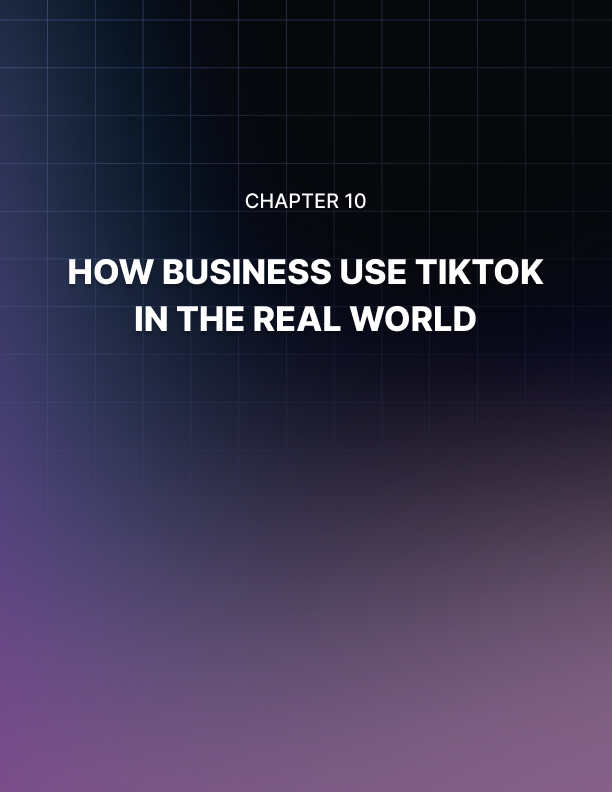 CHAPTER 10
HOW BUSINESS USE TIKTOK
IN THE REAL WORLD